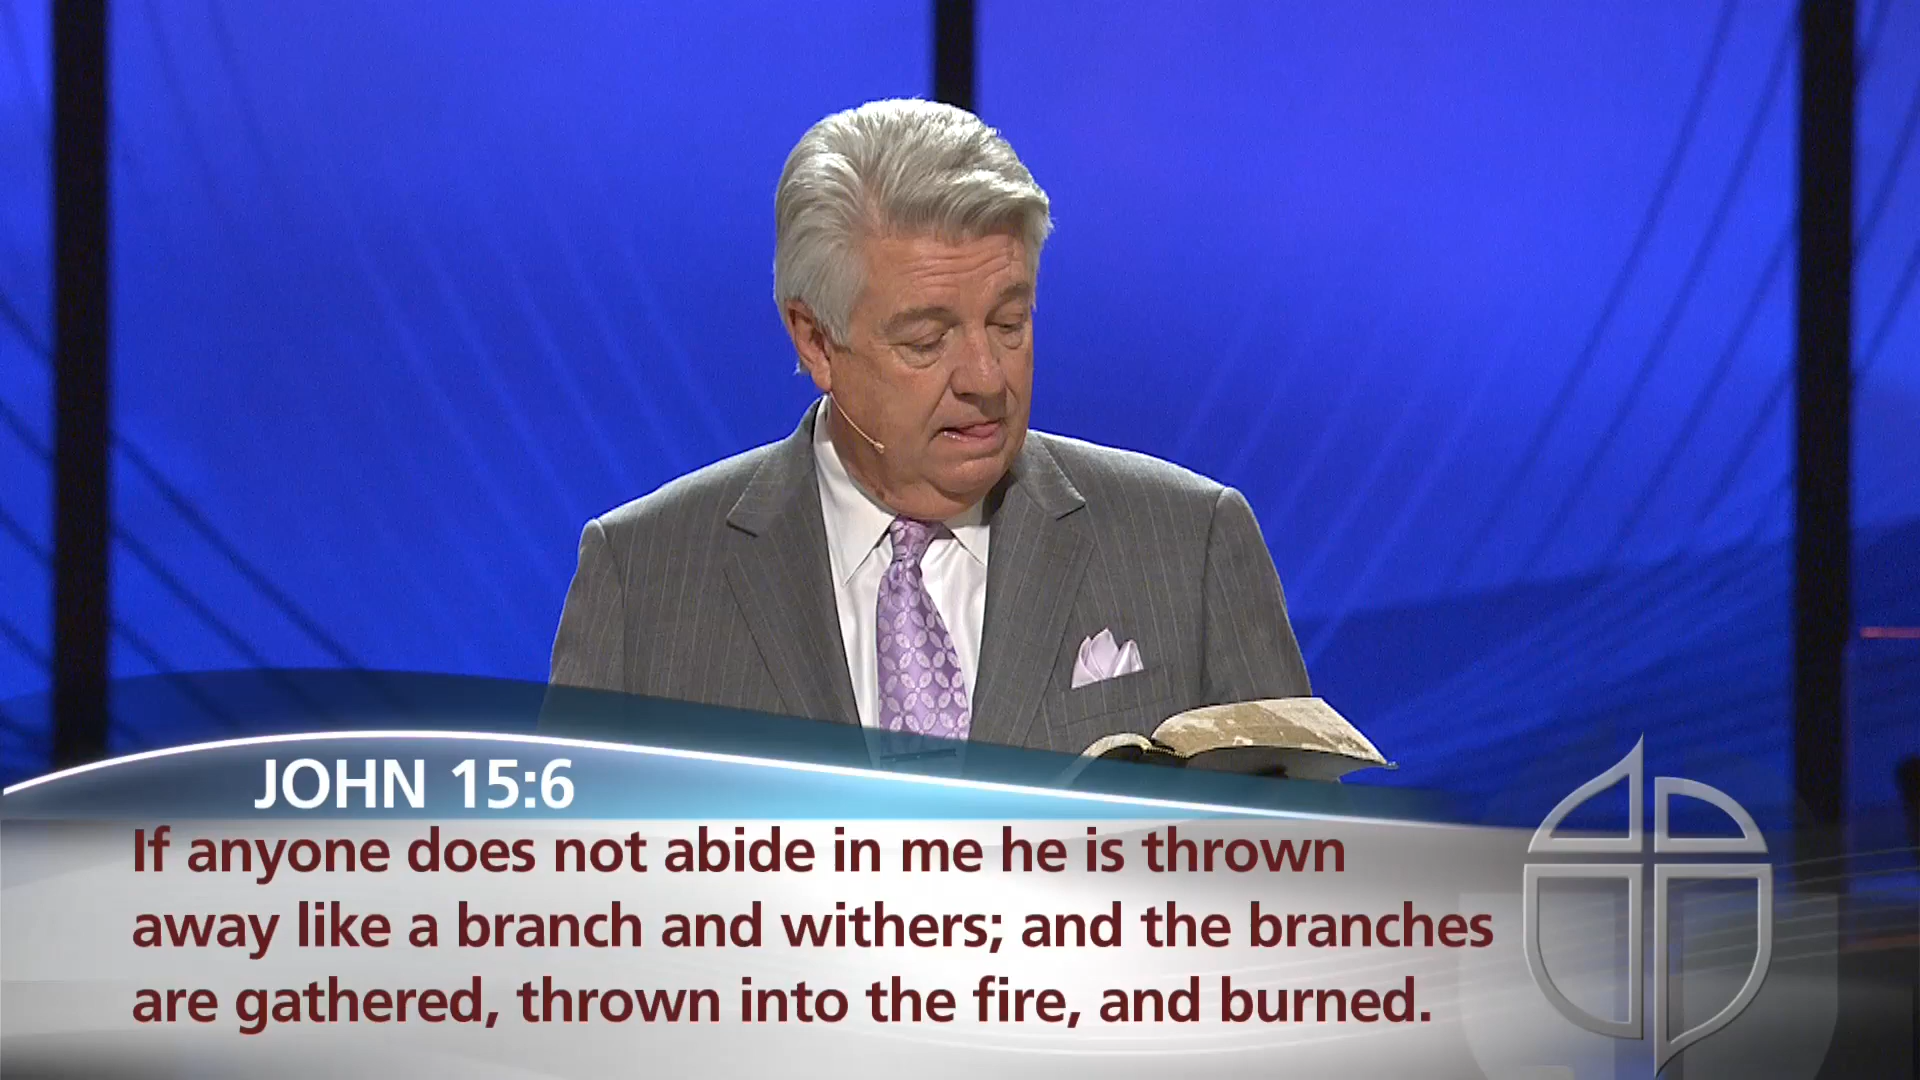 JOHN 15:6
If anyone does not abide in me he is thrown
away like a branch and withers; and the branches
are gathered, thrown into the fire, and burned.